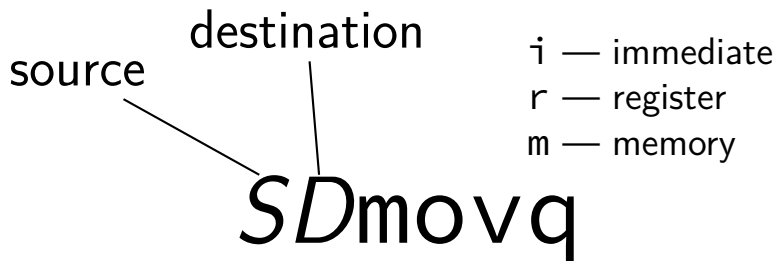 destination
source
i — immediate
r — register
m — memory
SDmovq